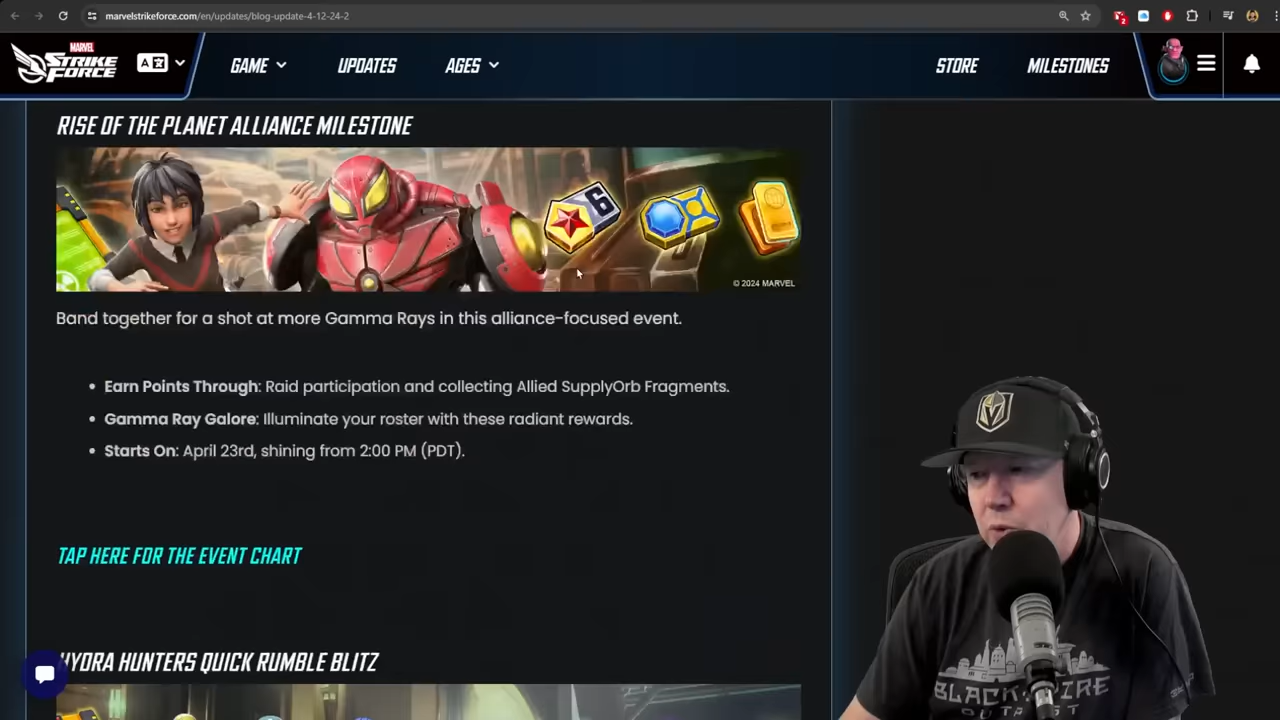 marvelstrikeforce.com/en/updates/blog-update-4-12-24-2
2
MARVEL
STRIKE
FORCE
GAME
UPDATES
AGES
STORE
MILESTONES
RISE OF THE PLANET ALLIANCE MILESTONE
6
© 2024 MARVEL
Band together for a shot at more Gamma Rays in this alliance-focused event.
• Earn Points Through: Raid participation and collecting Allied SupplyOrb Fragments.
• Gamma Ray Galore: Illuminate your roster with these radiant rewards.
• Starts On: April 23rd, shining from 2:00 PM (PDT).
TAP HERE FOR THE EVENT CHART
HYDRA HUNTERS QUICK RUMBLE BLITZ